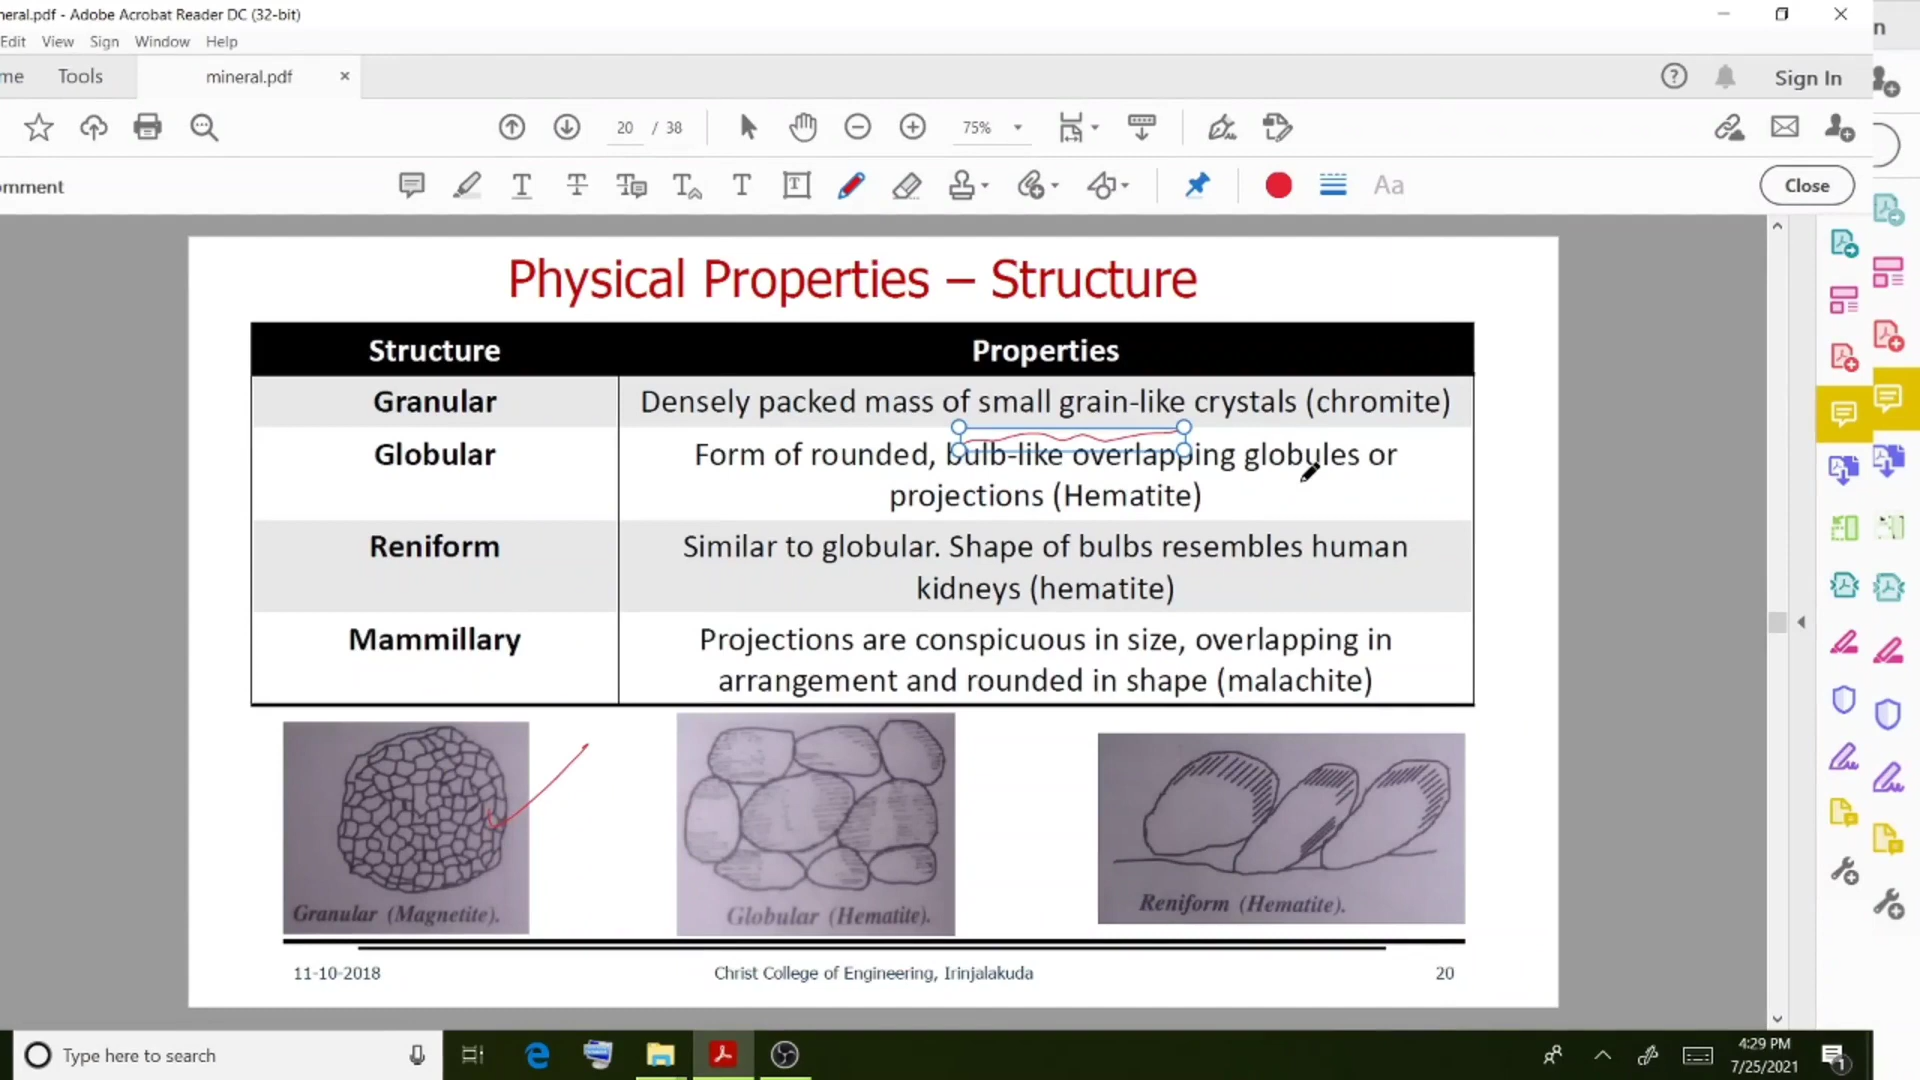 neral.pdf - Adobe Acrobat Reader DC (32-bit)
Edit View Sign Window Help
me Tools mineral.pdf Sign In
20 / 38 75%
omment Aa Close
Physical Properties – Structure
Structure Properties
Granular Densely packed mass of small grain-like crystals (chromite)
Globular Form of rounded, bulb-like overlapping globules or
projections (Hematite)
Reniform Similar to globular. Shape of bulbs resembles human
kidneys (hematite)
Mammillary Projections are conspicuous in size, overlapping in
arrangement and rounded in shape (malachite)
Granular (Magnetite). Globular (Hematite). Reniform (Hematite).
11-10-2018 Christ College of Engineering, Irinjalakuda 20
Type here to search
4:29 PM
7/25/2021
1